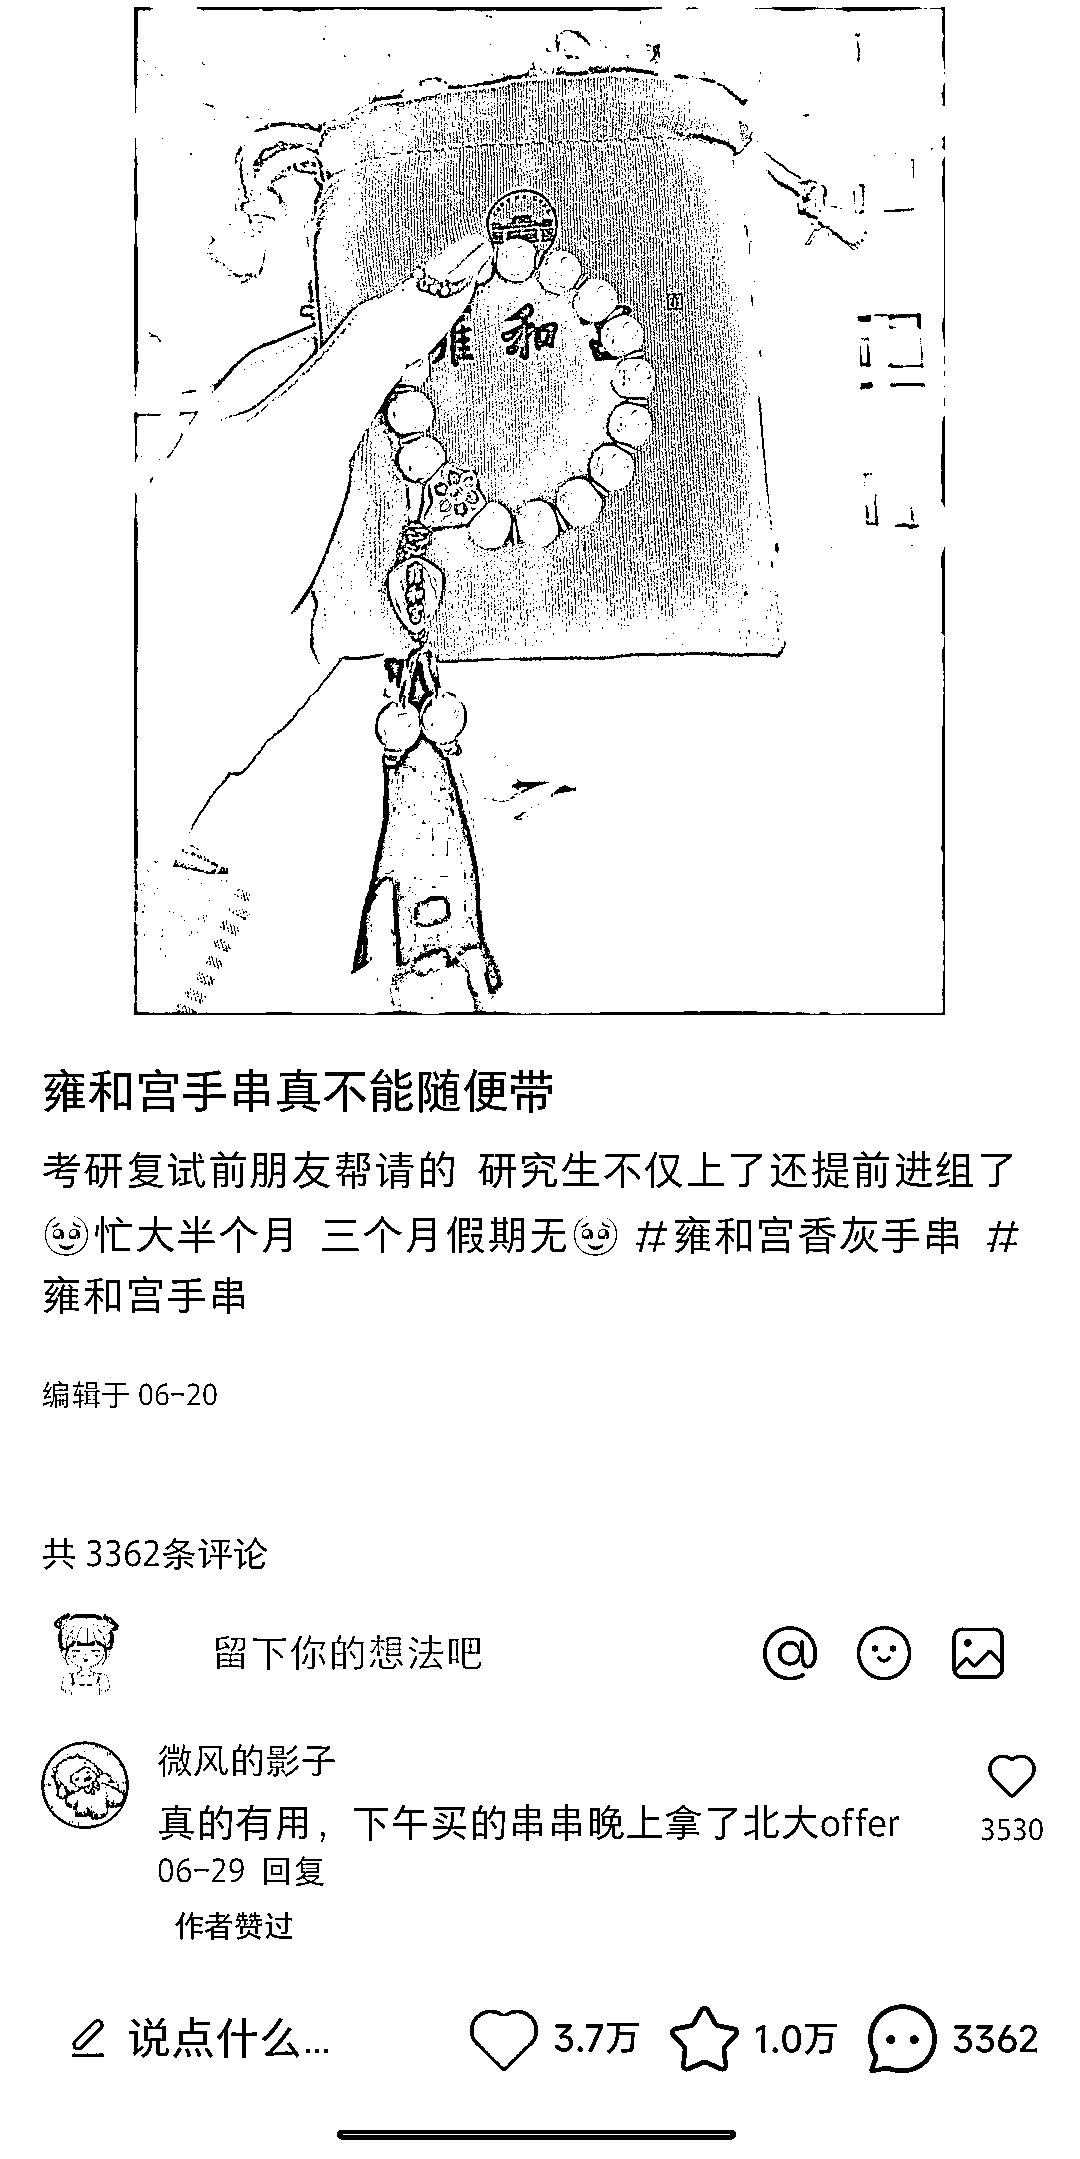 雍和
雍和宫手串真不能随便带
考研复试前朋友帮请的 研究生不仅上了还提前进组了
忙大半个月 三个月假期无 #雍和宫香灰手串 #
雍和宫手串
编辑于 06-20
共 3362条评论
留下你的想法吧
微风的影子
真的有用，下午买的串串晚上拿了北大offer
3530
06-29 回复
作者赞过
说点什么...
3.7万
1.0万
3362